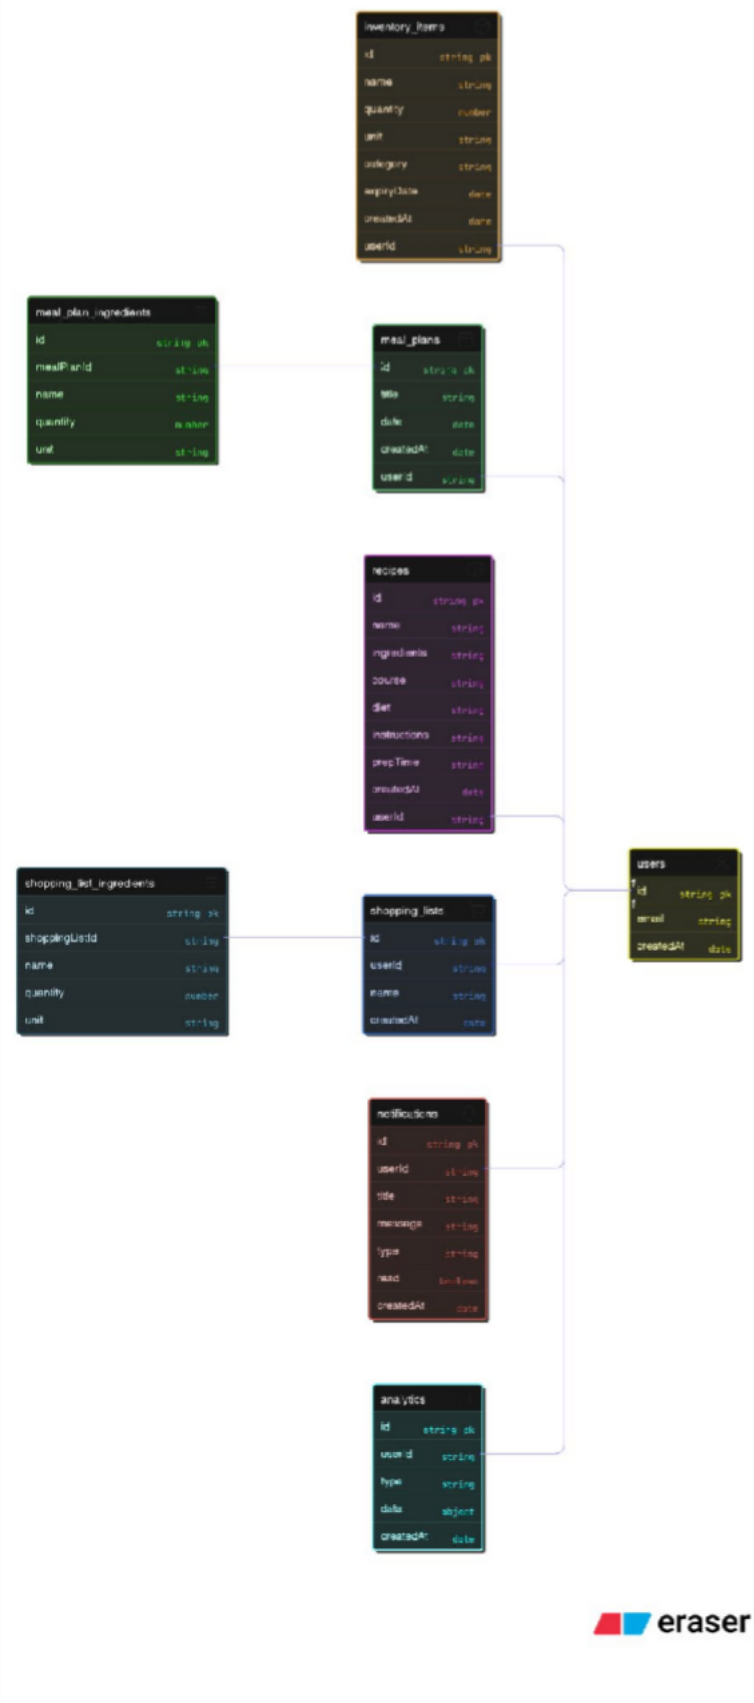 inventory_items
id string pk
name string
quantity number
unit string
category string
expiryDate date
createdAt date
userId string
meal_plan_ingredients
id string pk
mealPlanId string
name string
quantity number
unit string
meal_plans
id string pk
title string
date date
createdAt date
userId string
recipes
id string pk
name string
ingredients string
course string
diet string
instructions string
prepTime string
createdAt date
userId string
users
id string pk
email string
createdAt date
shopping_list_ingredients
id string pk
shoppingListId string
name string
quantity number
unit string
shopping_lists
id string pk
userId string
name string
createdAt date
notifications
id string pk
userId string
title string
message string
type string
read boolean
createdAt date
analytics
id string pk
userId string
type string
data object
createdAt date
eraser